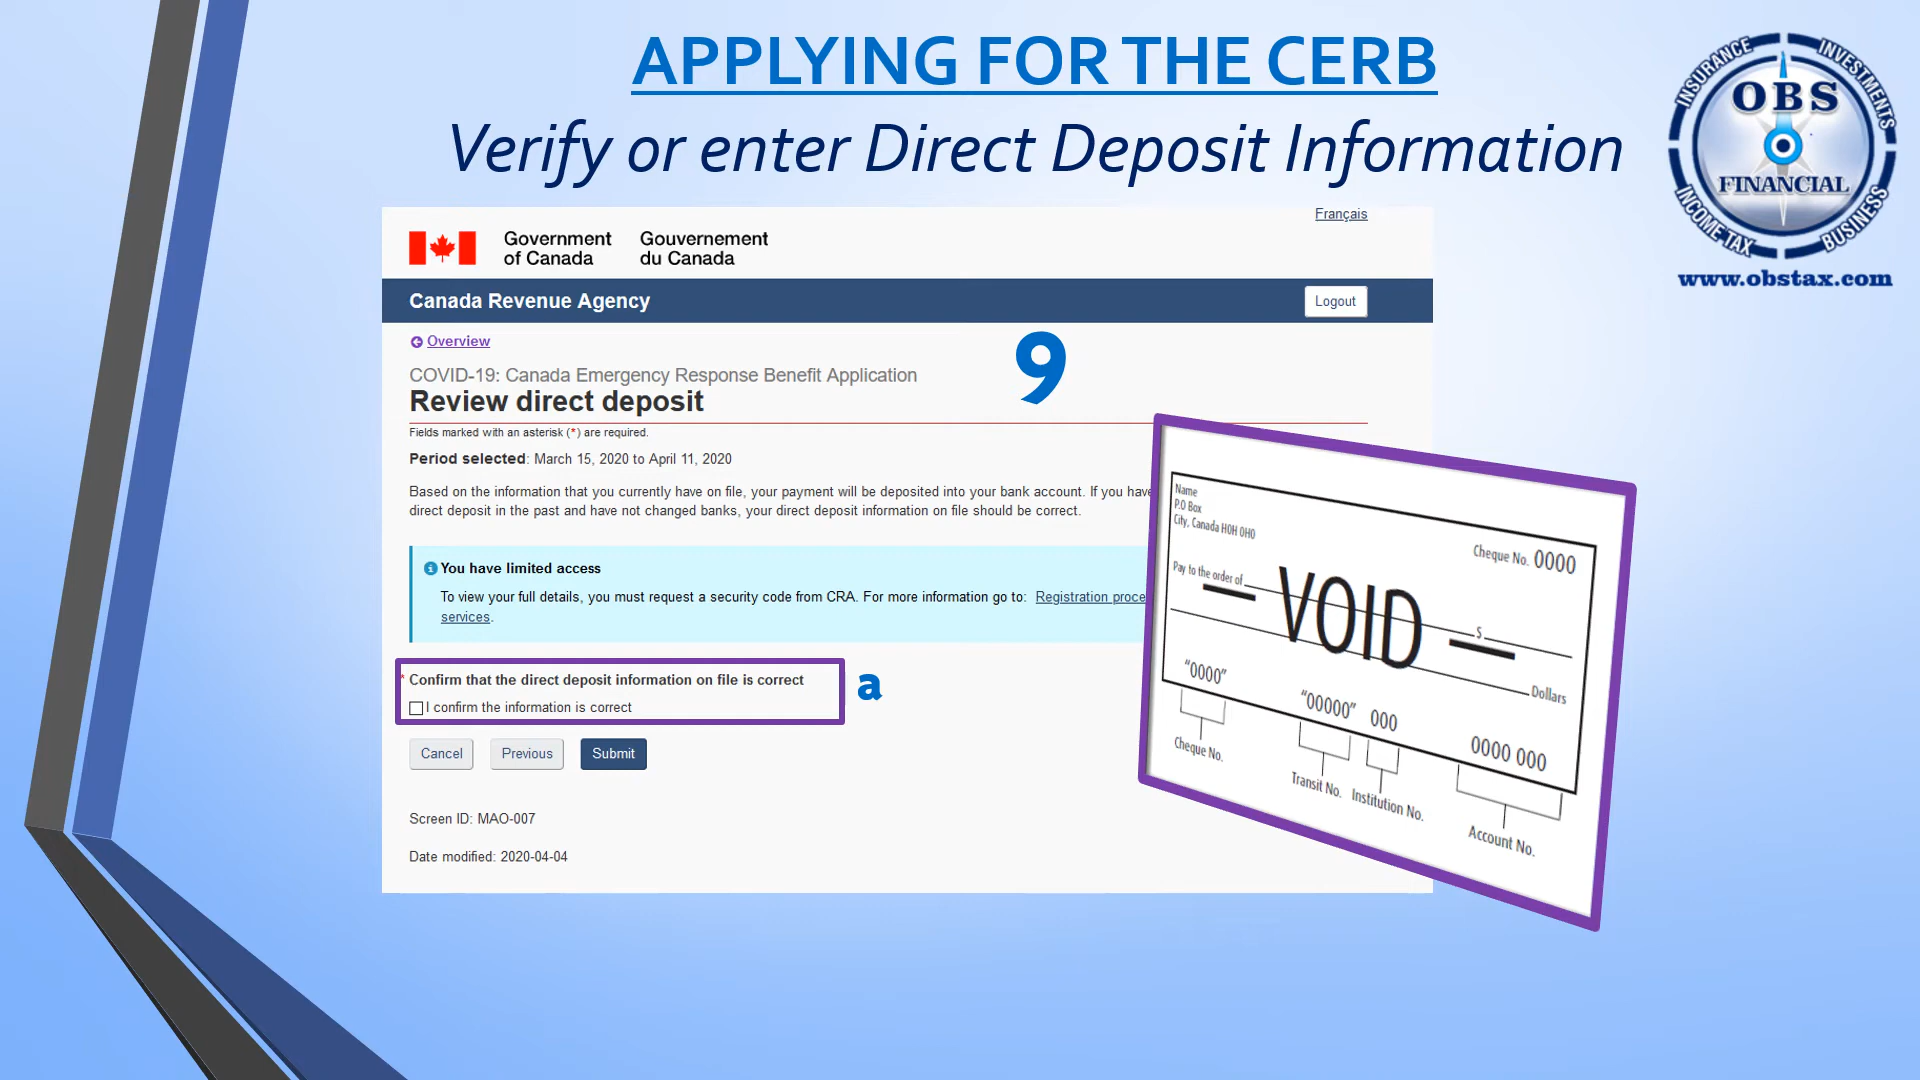 APPLYING FOR THE CERB
Verify or enter Direct Deposit Information
INSURANCE
INVESTMENTS
OBS
FINANCIAL
INCOME TAX
BUSINESS
www.obstax.com
Français
Government of Canada
Gouvernement du Canada
Canada Revenue Agency
Logout
Overview
9
COVID-19: Canada Emergency Response Benefit Application
Review direct deposit
Fields marked with an asterisk (*) are required.
Period selected: March 15, 2020 to April 11, 2020
Based on the information that you currently have on file, your payment will be deposited into your bank account. If you have
direct deposit in the past and have not changed banks, your direct deposit information on file should be correct.
You have limited access
To view your full details, you must request a security code from CRA. For more information go to: Registration proce
services.
* Confirm that the direct deposit information on file is correct
I confirm the information is correct
a
Cancel
Previous
Submit
Screen ID: MAO-007
Date modified: 2020-04-04
Name
P.O Box
City, Canada H0H 0H0
Cheque No. 0000
Pay to the order of
VOID
$
Dollars
"0000"
"00000" 000
0000 000
Cheque No.
Transit No.
Institution No.
Account No.